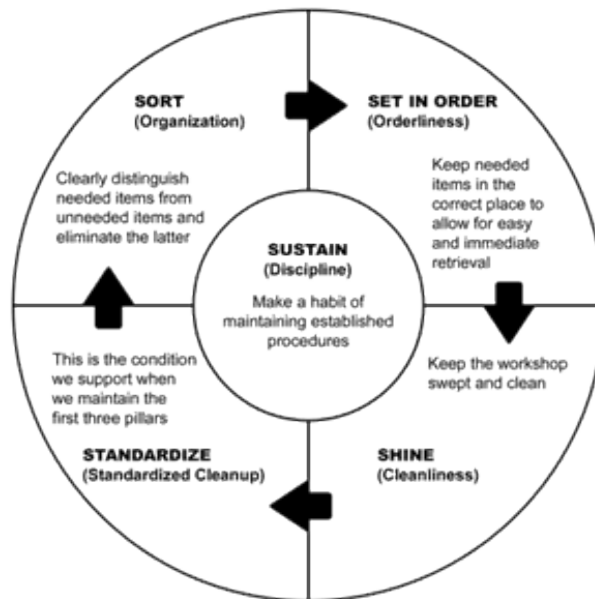 SORT
(Organization)
Clearly distinguish
needed items from
unneeded items and
eliminate the latter
SET IN ORDER
(Orderliness)
Keep needed
items in the
correct place to
allow for easy
and immediate
retrieval
SUSTAIN
(Discipline)
Make a habit of
maintaining established
procedures
This is the condition
we support when
we maintain the
first three pillars
STANDARDIZE
(Standardized Cleanup)
Keep the workshop
swept and clean
SHINE
(Cleanliness)